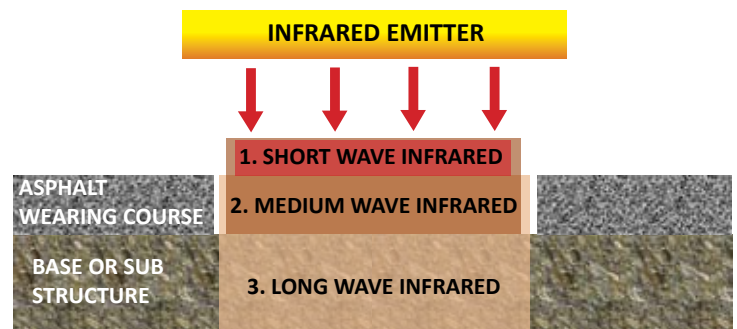 INFRARED EMITTER
1. SHORT WAVE INFRARED
ASPHALT
WEARING COURSE
2. MEDIUM WAVE INFRARED
BASE OR SUB
STRUCTURE
3. LONG WAVE INFRARED